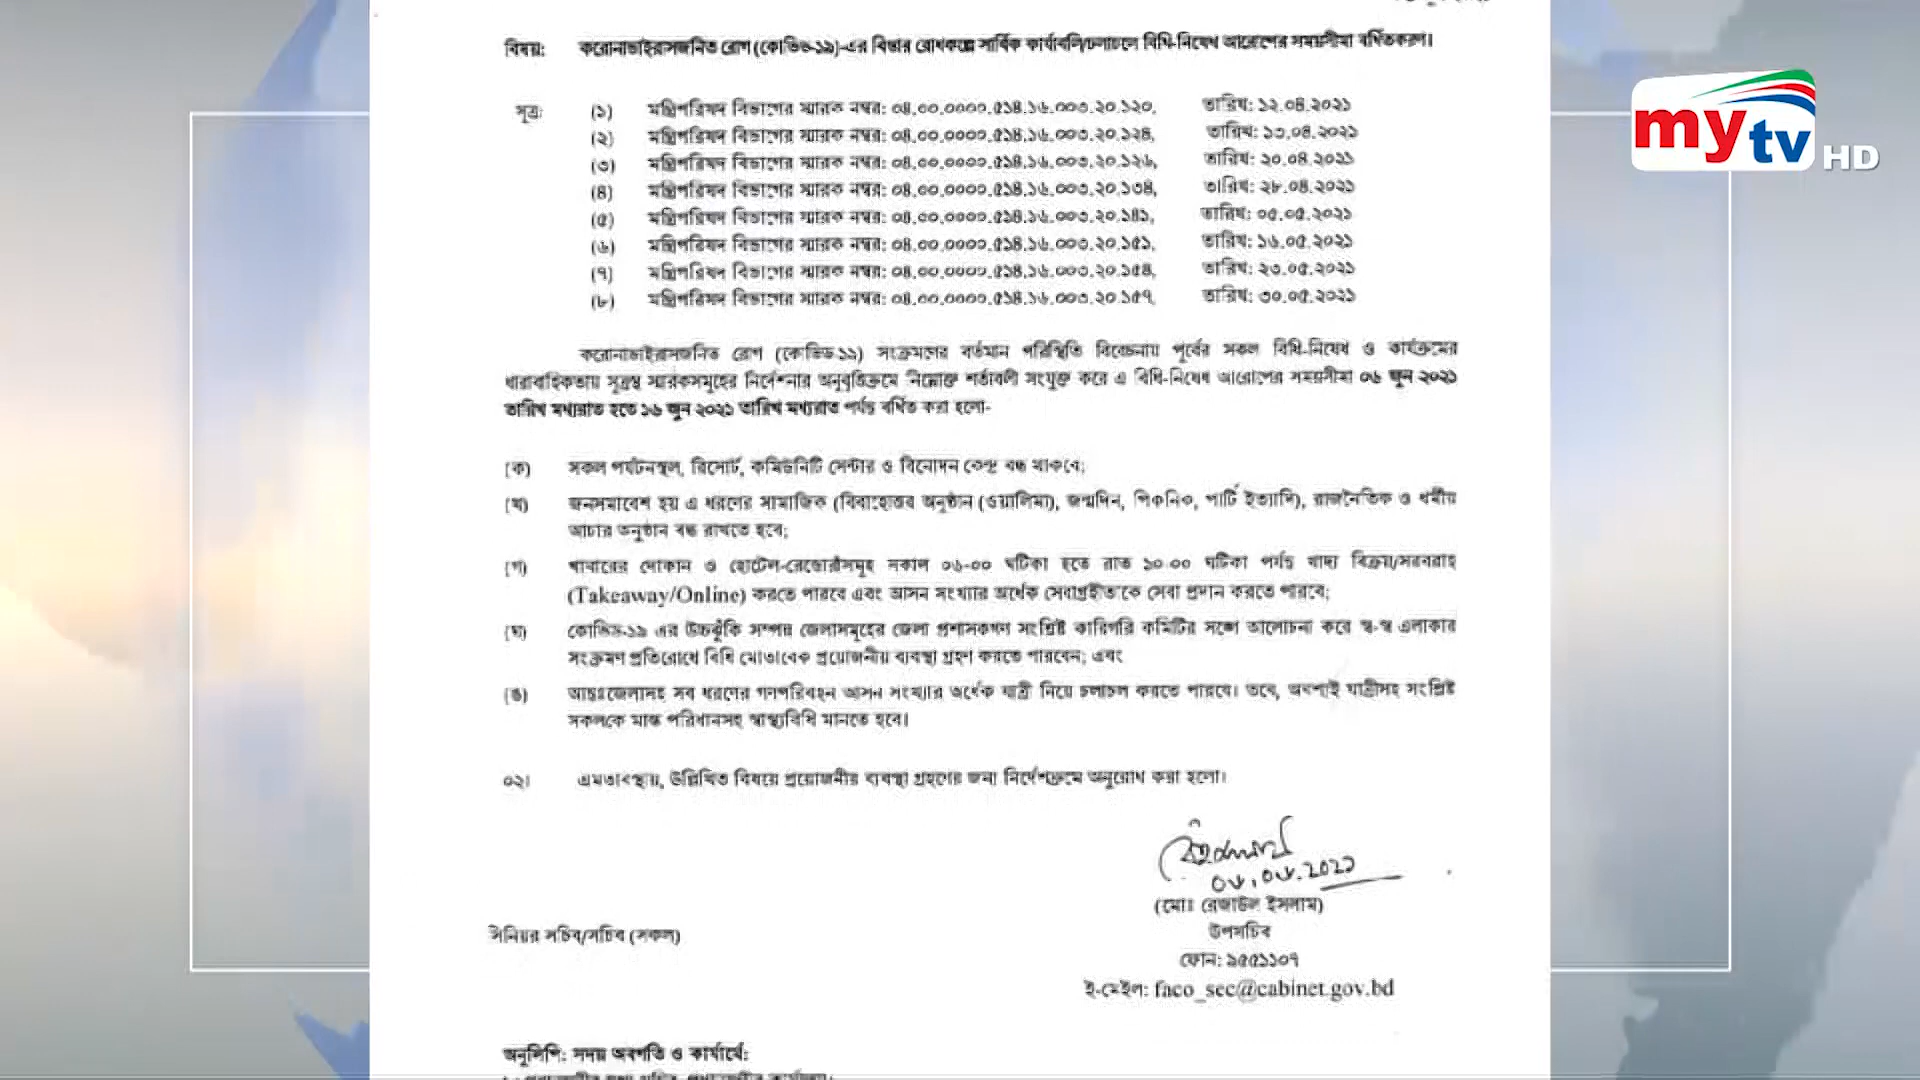 বিষয়: করোনাভাইরাসজনিত রোগ (কোভিড-১৯)-এর বিস্তার রোধকল্পে সার্বিক কার্যাবলি/চলাচলে বিধি-নিষেধ আরোপের সময়সীমা বর্ধিতকরণ।
my tv HD
সূত্র: (১) মন্ত্রিপরিষদ বিভাগের স্মারক নম্বর: ০৪.০০.০০০০.৫১৪.১৬.০০৩.২০.১২০, তারিখ: ১২.০৪.২০২১
(২) মন্ত্রিপরিষদ বিভাগের স্মারক নম্বর: ০৪.০০.০০০০.৫১৪.১৬.০০৩.২০.১২৪, তারিখ: ১৩.০৪.২০২১
(৩) মন্ত্রিপরিষদ বিভাগের স্মারক নম্বর: ০৪.০০.০০০০.৫১৪.১৬.০০৩.২০.১২৬, তারিখ: ২০.০৪.২০২১
(৪) মন্ত্রিপরিষদ বিভাগের স্মারক নম্বর: ০৪.০০.০০০০.৫১৪.১৬.০০৩.২০.১৩৪, তারিখ: ২৮.০৪.২০২১
(৫) মন্ত্রিপরিষদ বিভাগের স্মারক নম্বর: ০৪.০০.০০০০.৫১৪.১৬.০০৩.২০.১৪১, তারিখ: ০৫.০৫.২০২১
(৬) মন্ত্রিপরিষদ বিভাগের স্মারক নম্বর: ০৪.০০.০০০০.৫১৪.১৬.০০৩.২০.১৫১, তারিখ: ১৬.০৫.২০২১
(৭) মন্ত্রিপরিষদ বিভাগের স্মারক নম্বর: ০৪.০০.০০০০.৫১৪.১৬.০০৩.২০.১৫৪, তারিখ: ২৩.০৫.২০২১
(৮) মন্ত্রিপরিষদ বিভাগের স্মারক নম্বর: ০৪.০০.০০০০.৫১৪.১৬.০০৩.২০.১৫৭, তারিখ: ৩০.০৫.২০২১
করোনাভাইরাসজনিত রোগ (কোভিড-১৯) সংক্রমণের বর্তমান পরিস্থিতি বিবেচনায় পূর্বের সকল বিধি-নিষেধ ও কার্যক্রমের
ধারাবাহিকতায় সূত্রস্থ স্মারকসমূহের নির্দেশনার অনুবৃত্তিক্রমে নিম্নোক্ত শর্তাবলী সংযুক্ত করে এ বিধি-নিষেধ আরোপের সময়সীমা ০৬ জুন ২০২১
তারিখ মধ্যরাত হতে ১৬ জুন ২০২১ তারিখ মধ্যরাত পর্যন্ত বর্ধিত করা হলো-
(ক) সকল পর্যটনস্থল, রিসোর্ট, কমিউনিটি সেন্টার ও বিনোদন কেন্দ্র বন্ধ থাকবে;
(খ) জনসমাবেশ হয় এ ধরণের সামাজিক (বিবাহোত্তর অনুষ্ঠান (ওয়ালিমা), জন্মদিন, পিকনিক, পার্টি ইত্যাদি), রাজনৈতিক ও ধর্মীয়
আচার অনুষ্ঠান বন্ধ রাখতে হবে;
(গ) খাবারের দোকান ও হোটেল-রেস্তোরাঁসমূহ সকাল ০৬-০০ ঘটিকা হতে রাত ১০.০০ ঘটিকা পর্যন্ত খাদ্য বিক্রয়/সরবরাহ
(Takeaway/Online) করতে পারবে এবং আসন সংখ্যার অর্ধেক সেবাগ্রহীতাকে সেবা প্রদান করতে পারবে;
(ঘ) কোভিড-১৯ এর উচ্চঝুঁকি সম্পন্ন জেলাসমূহের জেলা প্রশাসকগণ সংশ্লিষ্ট কারিগরি কমিটির সঙ্গে আলোচনা করে স্ব-স্ব এলাকার
সংক্রমণ প্রতিরোধে বিধি মোতাবেক প্রয়োজনীয় ব্যবস্থা গ্রহণ করতে পারবেন; এবং
(ঙ) আন্তঃজেলাসহ সব ধরণের গণপরিবহন আসন সংখ্যার অর্ধেক যাত্রী নিয়ে চলাচল করতে পারবে। তবে, অবশ্যই যাত্রীসহ সংশ্লিষ্ট
সকলকে মাস্ক পরিধানসহ স্বাস্থ্যবিধি মানতে হবে।
০২। এমতাবস্থায়, উল্লিখিত বিষয়ে প্রয়োজনীয় ব্যবস্থা গ্রহণের জন্য নির্দেশক্রমে অনুরোধ করা হলো।
০৬.০৬.২০২১
(মোঃ রেজাউল ইসলাম)
উপসচিব
ফোন: ৯৫৫১১০৭
ই-মেইল: faco_sec@cabinet.gov.bd
সিনিয়র সচিব/সচিব (সকল)
অনুলিপি: সদয় অবগতি ও কার্যার্থে: